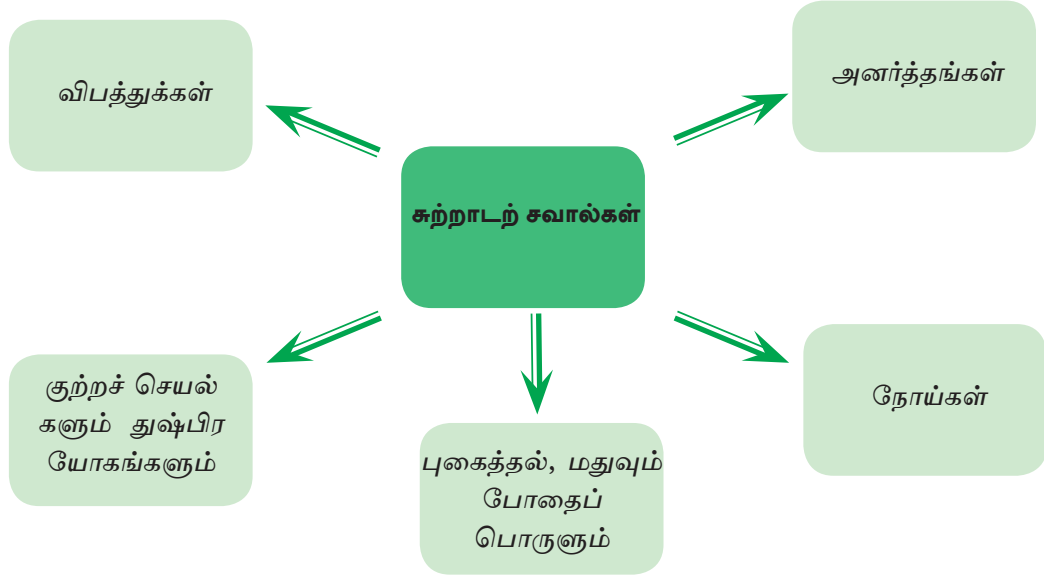 விபத்துக்கள்
அனர்த்தங்கள்
சுற்றாடற் சவால்கள்
குற்றச் செயல்
களும் துஷ்பிர
யோகங்களும்
புகைத்தல், மதுவும்
போதைப்
பொருளும்
நோய்கள்